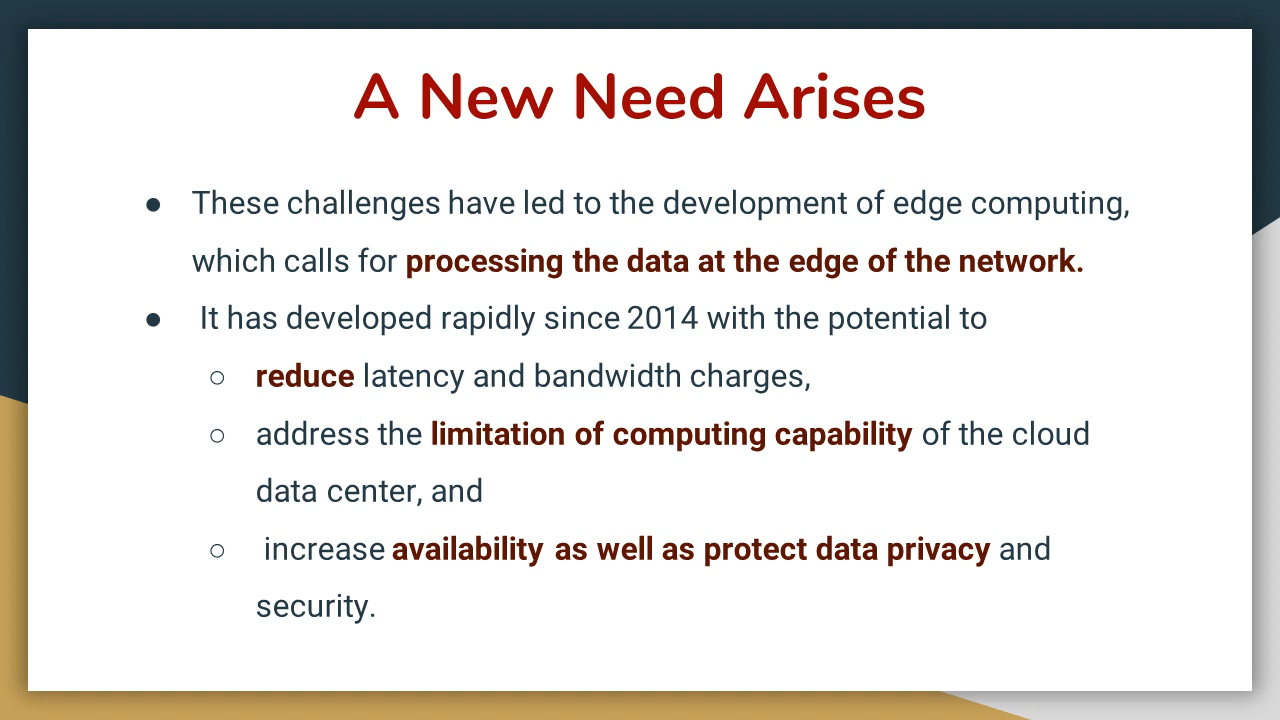 A New Need Arises
● These challenges have led to the development of edge computing,
which calls for processing the data at the edge of the network.
● It has developed rapidly since 2014 with the potential to
○ reduce latency and bandwidth charges,
○ address the limitation of computing capability of the cloud
data center, and
○ increase availability as well as protect data privacy and
security.